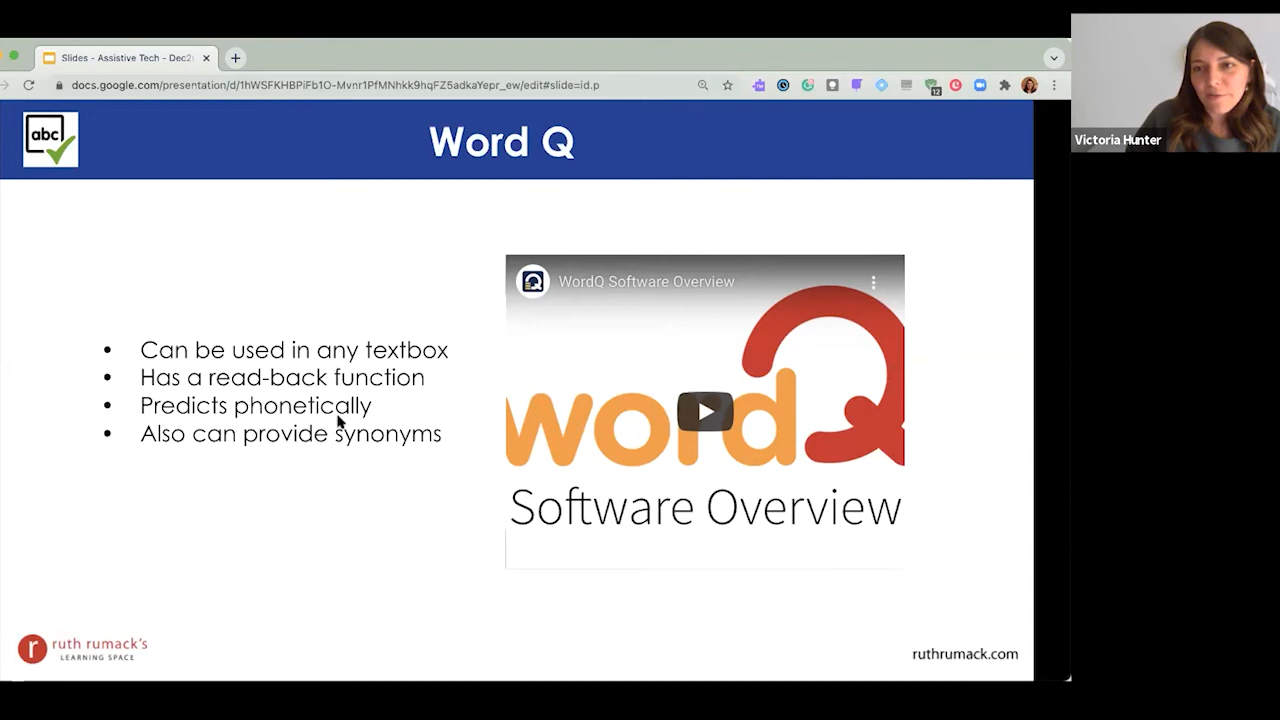 Slides - Assistive Tech - Dec2
docs.google.com/presentation/d/1hWSFKHBPiFb1O-Mvnr1PfMNhkk9hqFZ5adkaYepr_ew/edit#slide=id.p
12
Victoria Hunter
abc
Word Q
WordQ Software Overview
Can be used in any textbox
Has a read-back function
Predicts phonetically
Also can provide synonyms
wordQ
Software Overview
r
ruth rumack's
LEARNING SPACE
ruthrumack.com